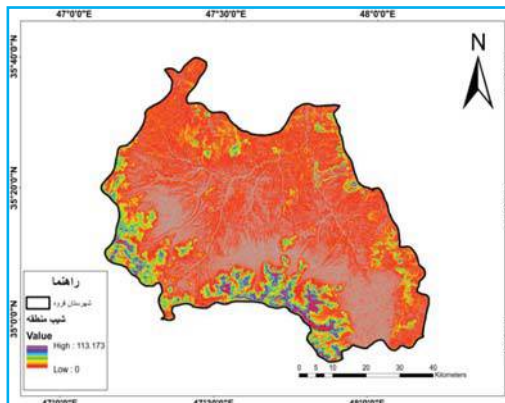 47°0'0"E 47°30'0"E 48°0'0"E
35°40'0"N
N
35°20'0"N
35°0'0"N
راهنما
شهرستان قروه
شیب منطقه
Value
High : 113.173
Low : 0
0 5 10 20 30 40
Kilometers